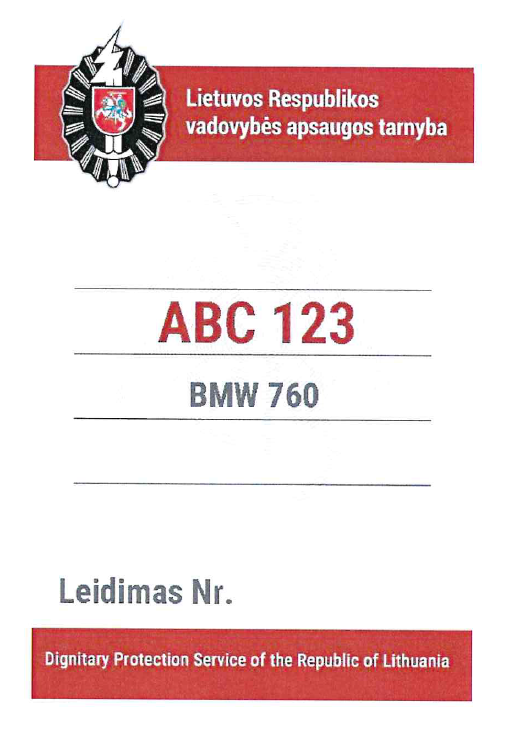 Lietuvos Respublikos
vadovybės apsaugos tarnyba
ABC 123
BMW 760
Leidimas Nr.
Dignitary Protection Service of the Republic of Lithuania